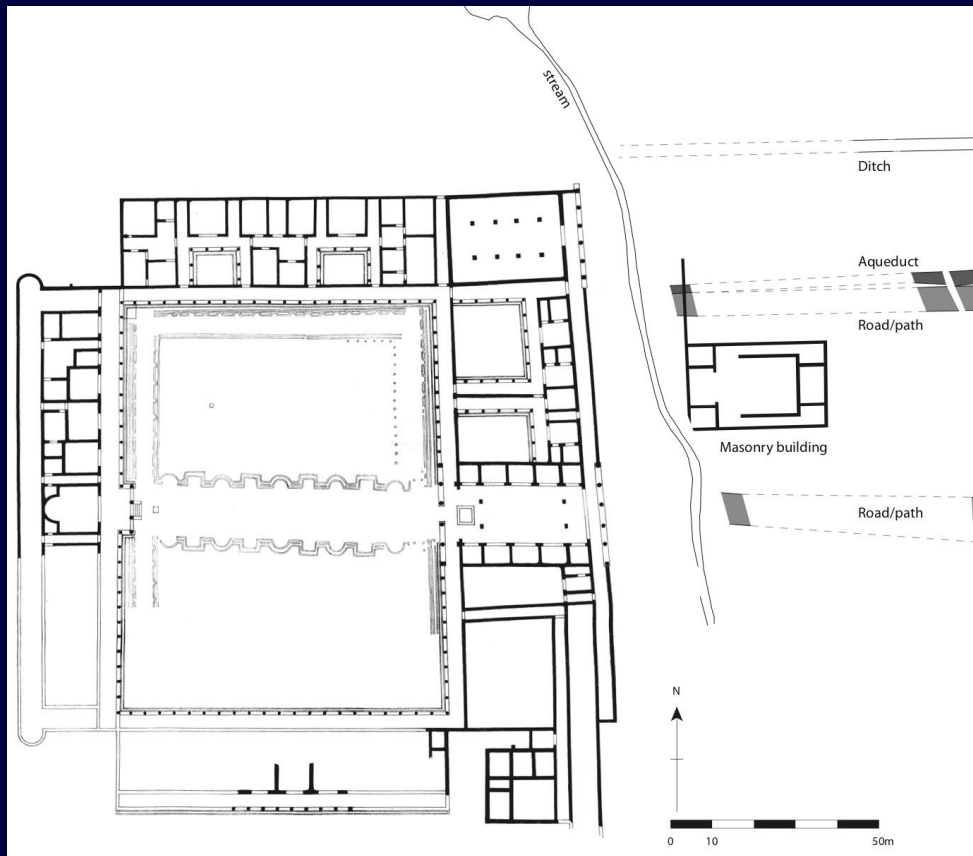 stream
Ditch
Aqueduct
Road/path
Masonry building
Road/path
N
0 10 50m